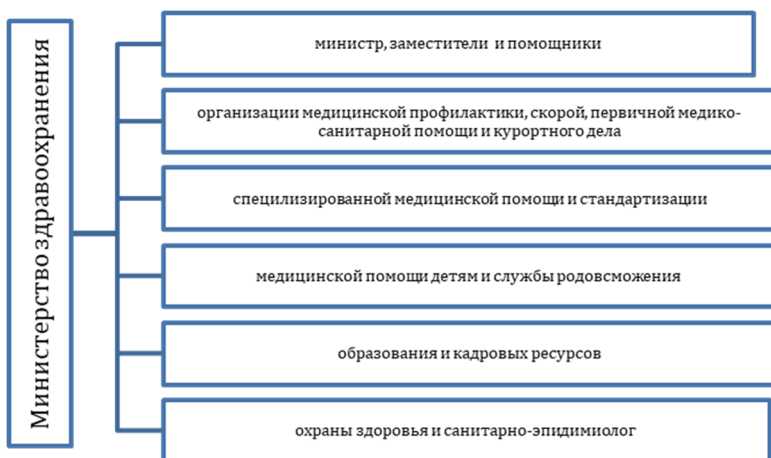 Министерство здравоохранения
министр, заместители и помощники
организации медицинской профилактики, скорой, первичной медико-
санитарной помощи и курортного дела
специлизированной медицинской помощи и стандартизации
медицинской помощи детям и службы родовсможения
образования и кадровых ресурсов
охраны здоровья и санитарно-эпидимиолог